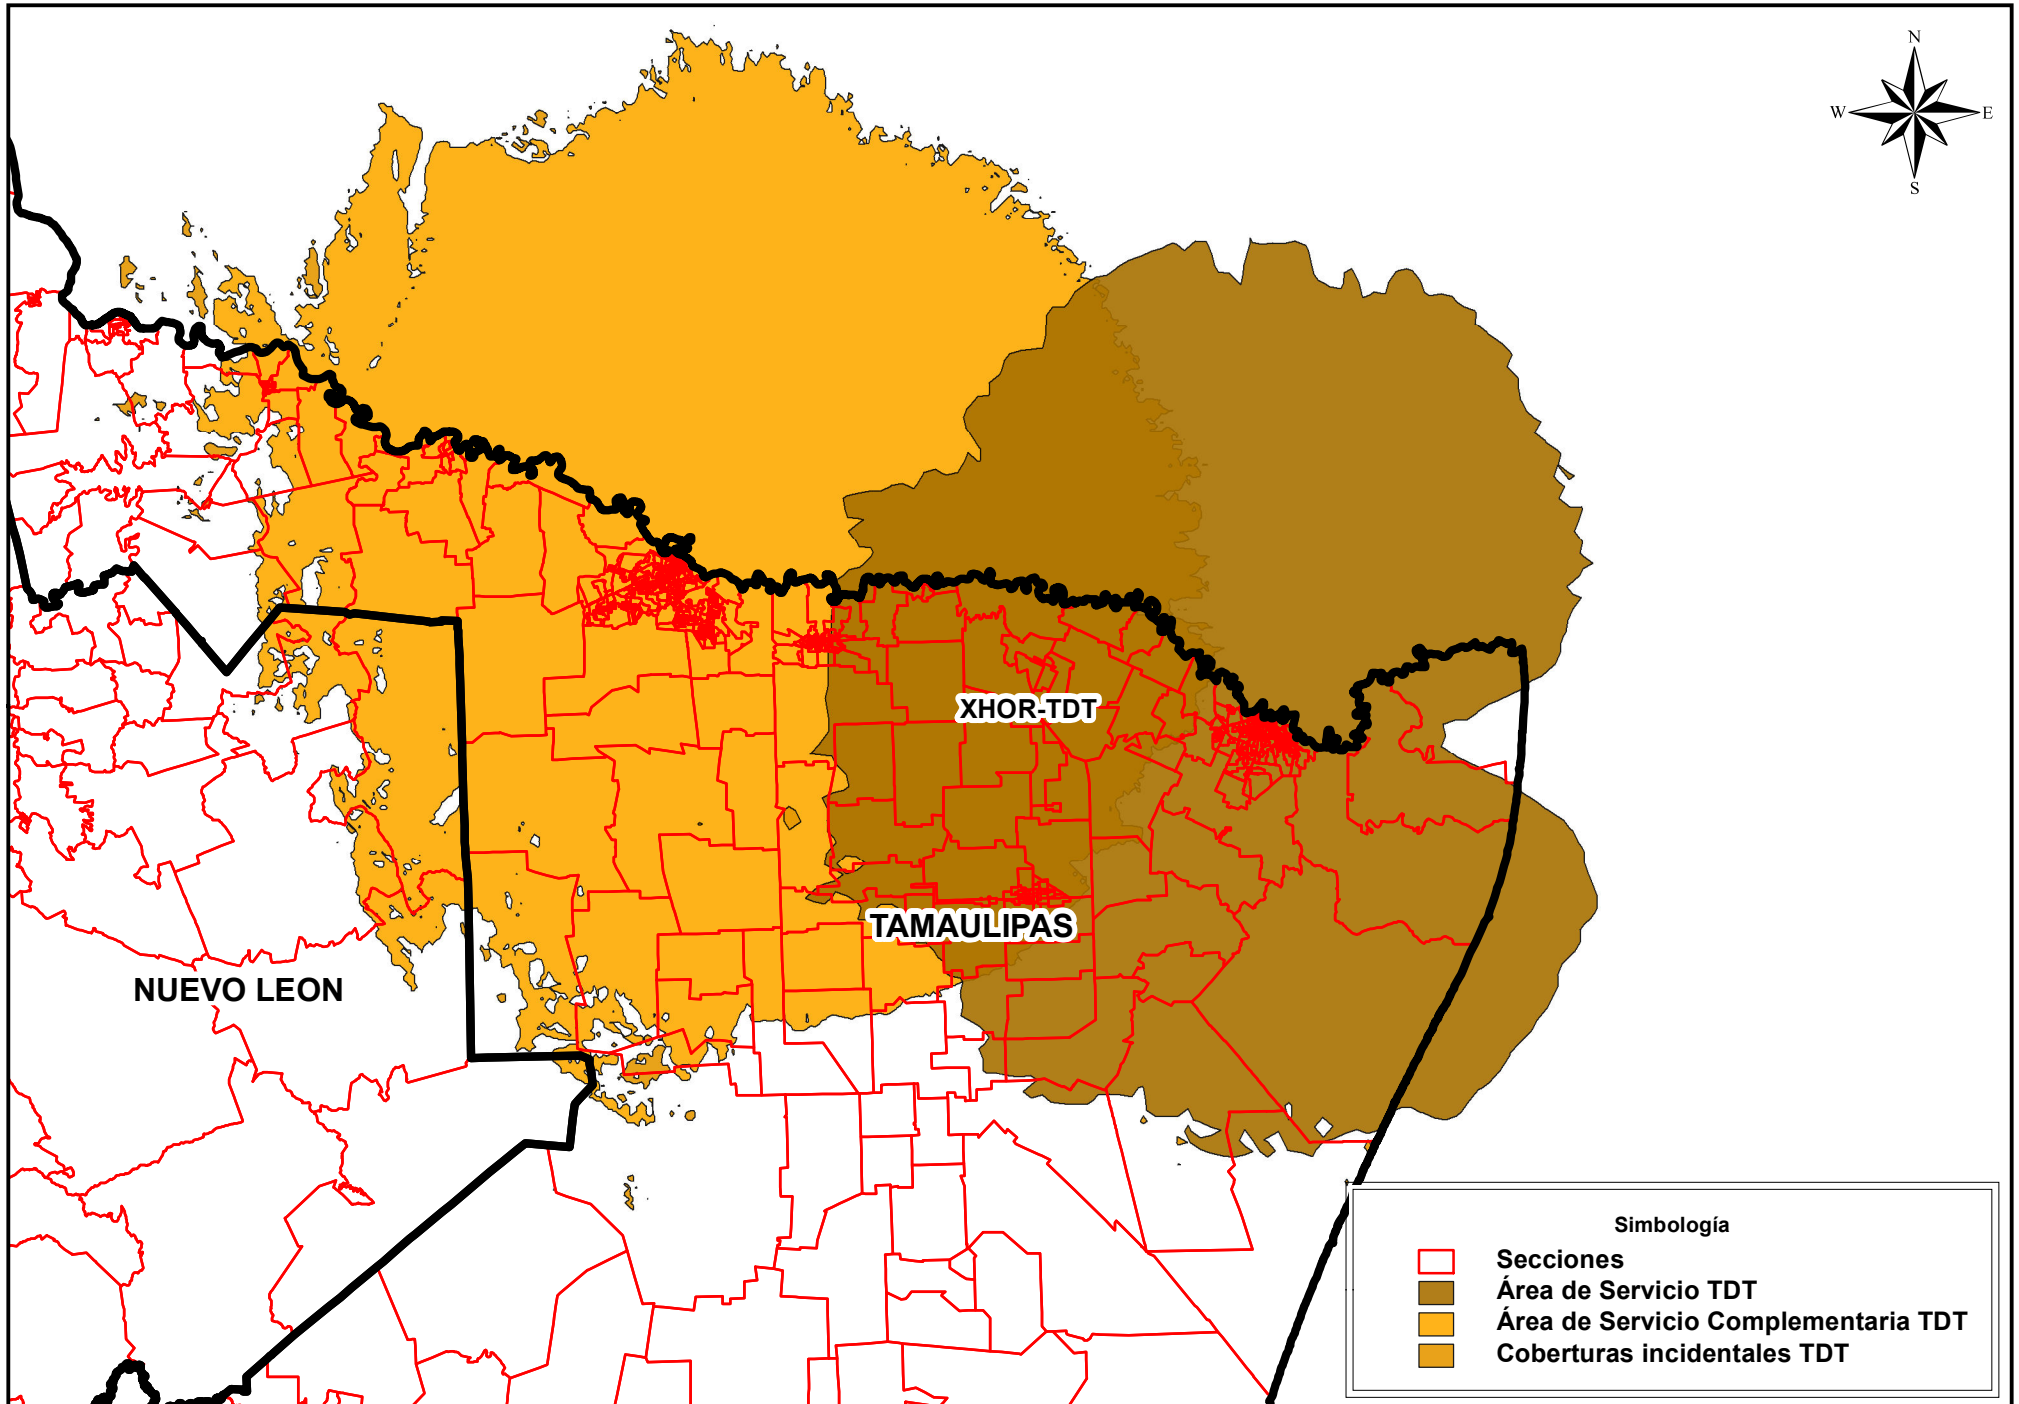 N
W E
S
XHOR-TDT
TAMAULIPAS
NUEVO LEON
Simbología
Secciones
Área de Servicio TDT
Área de Servicio Complementaria TDT
Coberturas incidentales TDT